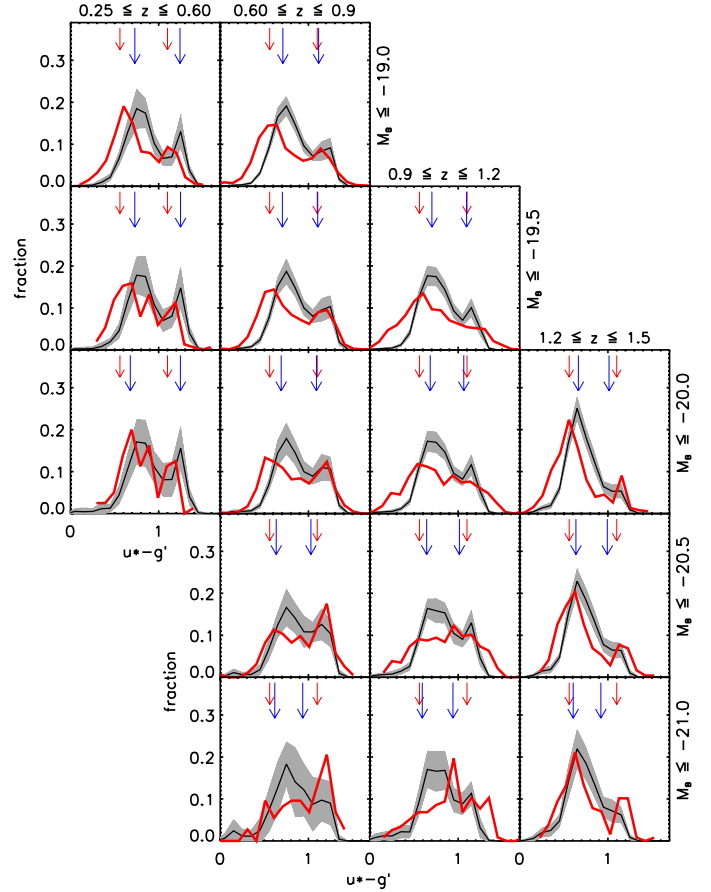 0.25 ≦ z ≦ 0.60
0.60 ≦ z ≦ 0.9
0.3
0.2
0.1
0.0
M_B ≦ -19.0
0.9 ≦ z ≦ 1.2
0.3
0.2
0.1
0.0
fraction
M_B ≦ -19.5
1.2 ≦ z ≦ 1.5
0.3
0.2
0.1
0.0
M_B ≦ -20.0
0 1
u*-g'
0.3
0.2
0.1
0.0
M_B ≦ -20.5
fraction
0.3
0.2
0.1
0.0
M_B ≦ -21.0
0 1 0 1 0 1
u*-g'